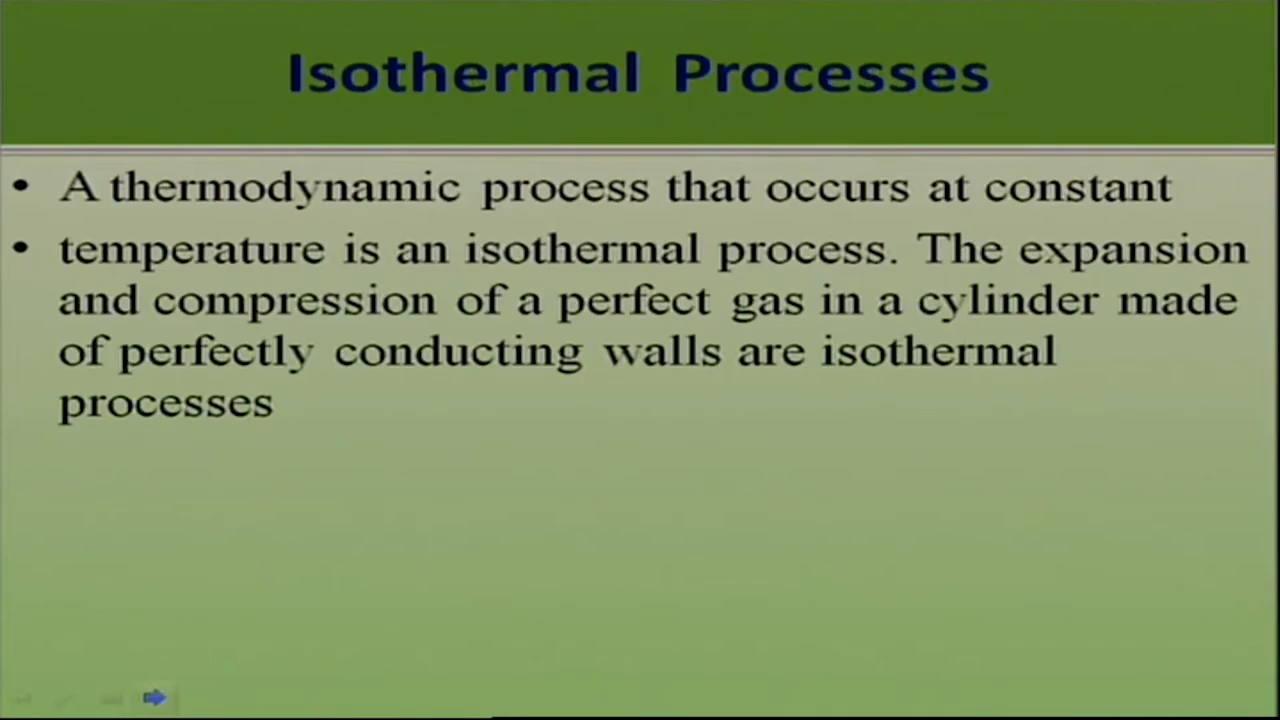 Isothermal Processes
• A thermodynamic process that occurs at constant
• temperature is an isothermal process. The expansion
and compression of a perfect gas in a cylinder made
of perfectly conducting walls are isothermal
processes